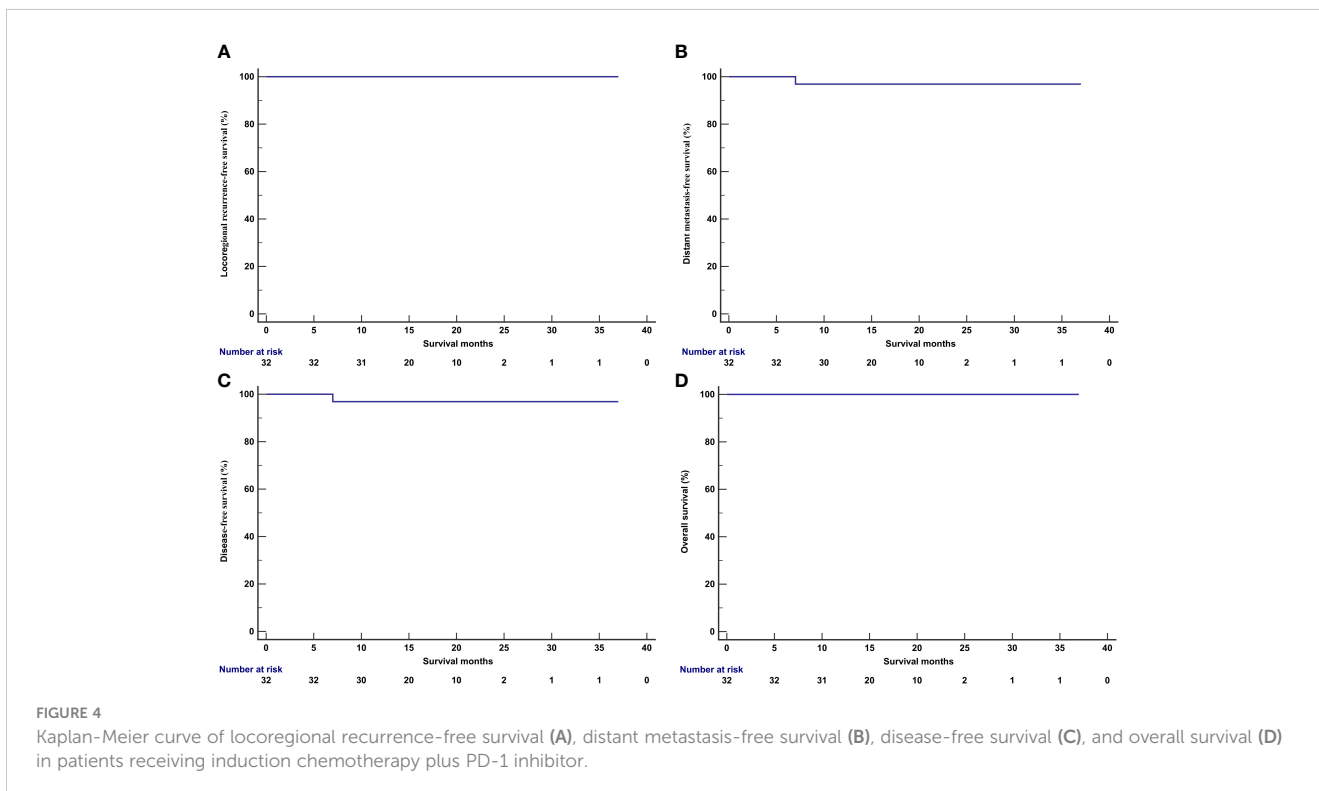 A
Locoregional recurrence-free survival (%)
100
80
60
40
20
0
0 5 10 15 20 25 30 35 40
Survival months
Number at risk
32 32 31 20 10 2 1 1 0
B
Distant metastasis-free survival (%)
100
80
60
40
20
0
0 5 10 15 20 25 30 35 40
Survival months
Number at risk
32 32 30 20 10 2 1 1 0
C
Disease-free survival (%)
100
80
60
40
20
0
0 5 10 15 20 25 30 35 40
Survival months
Number at risk
32 32 30 20 10 2 1 1 0
D
Overall survival (%)
100
80
60
40
20
0
0 5 10 15 20 25 30 35 40
Survival months
Number at risk
32 32 31 20 10 2 1 1 0
FIGURE 4
Kaplan-Meier curve of locoregional recurrence-free survival (A), distant metastasis-free survival (B), disease-free survival (C), and overall survival (D)
in patients receiving induction chemotherapy plus PD-1 inhibitor.